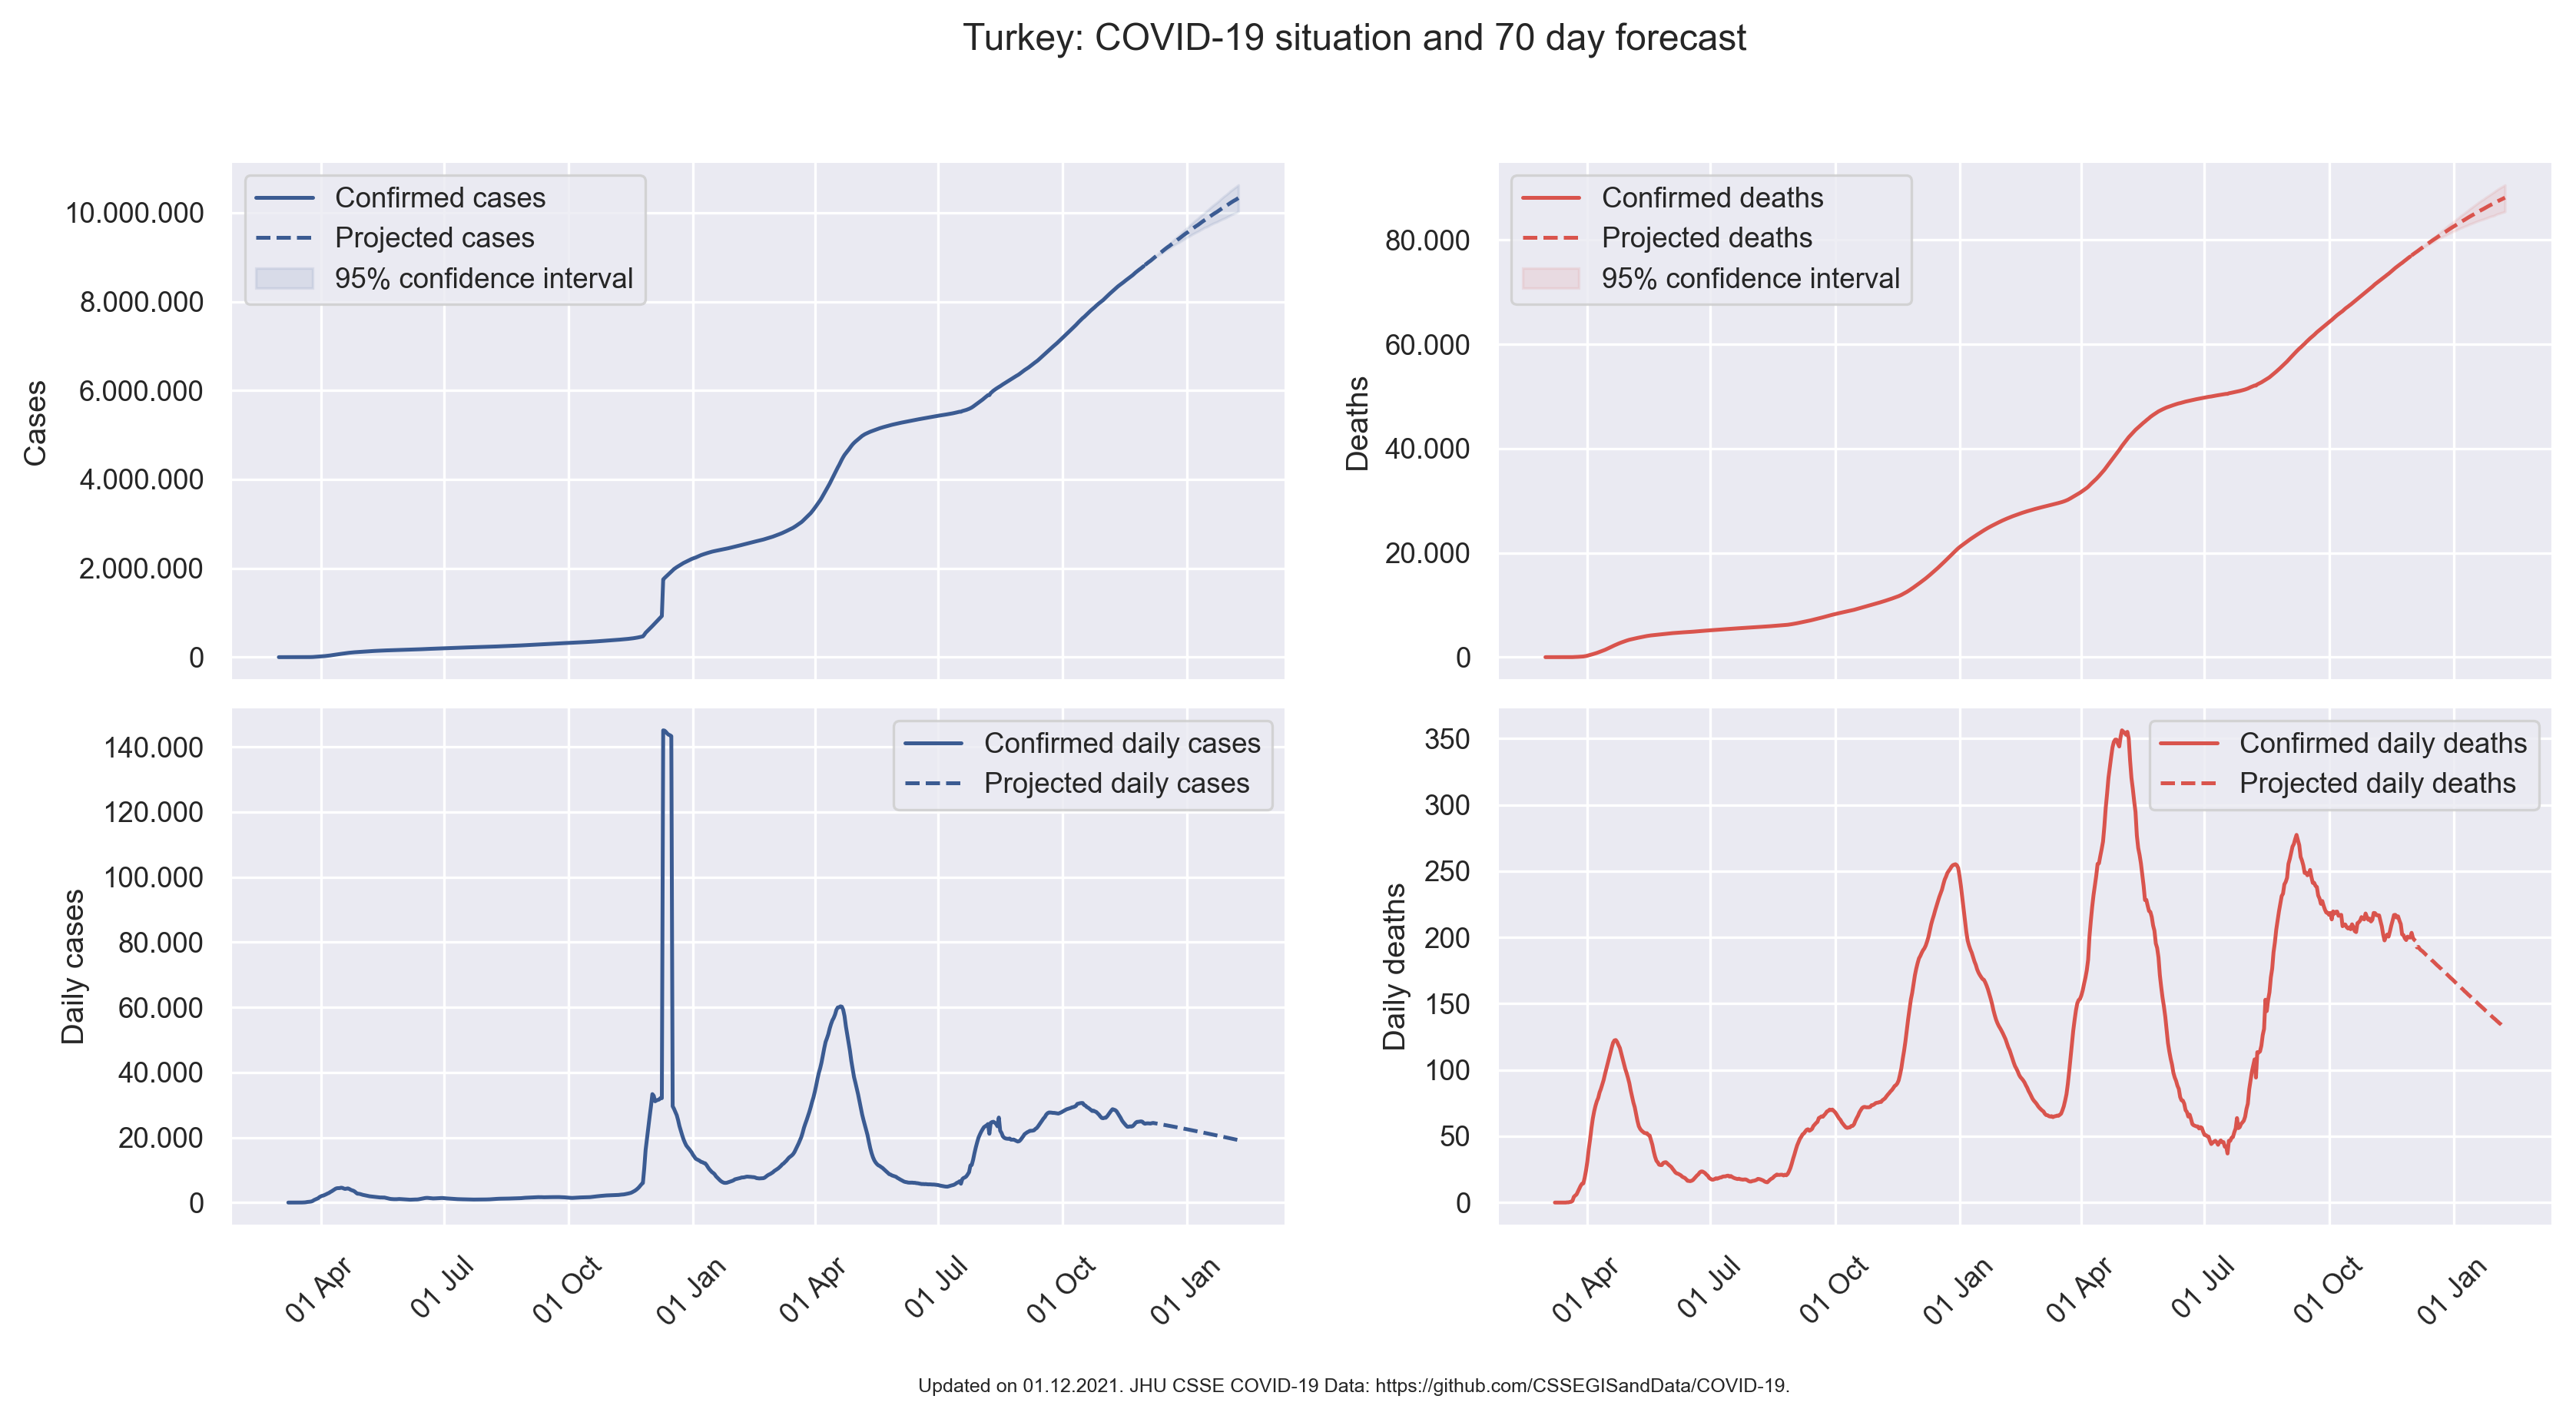 Turkey: COVID-19 situation and 70 day forecast
Confirmed cases
Projected cases
95% confidence interval
10.000.000
8.000.000
6.000.000
4.000.000
2.000.000
0
Cases
Confirmed deaths
Projected deaths
95% confidence interval
80.000
60.000
40.000
20.000
0
Deaths
Confirmed daily cases
Projected daily cases
140.000
120.000
100.000
80.000
60.000
40.000
20.000
0
Daily cases
01 Apr
01 Jul
01 Oct
01 Jan
01 Apr
01 Jul
01 Oct
01 Jan
Confirmed daily deaths
Projected daily deaths
350
300
250
200
150
100
50
0
Daily deaths
01 Apr
01 Jul
01 Oct
01 Jan
01 Apr
01 Jul
01 Oct
01 Jan
Updated on 01.12.2021. JHU CSSE COVID-19 Data: https://github.com/CSSEGISandData/COVID-19.